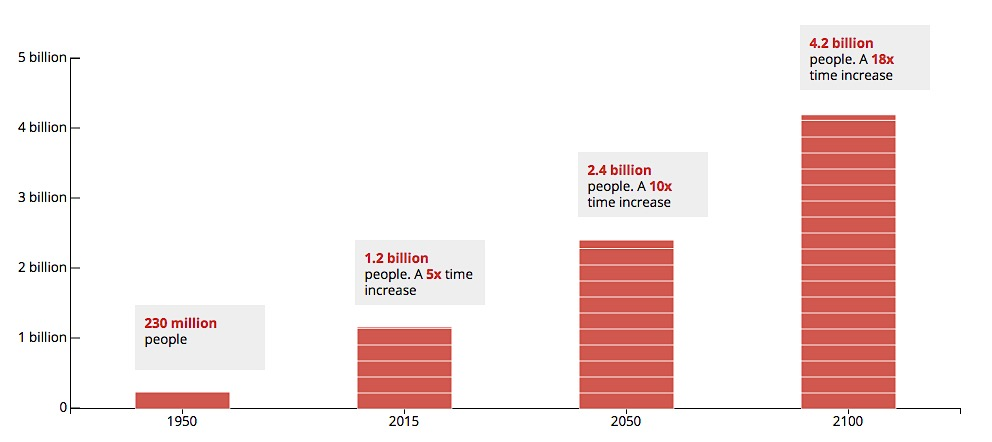 4.2 billion
people. A 18x
time increase
5 billion
4 billion
2.4 billion
people. A 10x
time increase
3 billion
1.2 billion
people. A 5x time
increase
2 billion
230 million
people
1 billion
0
1950
2015
2050
2100